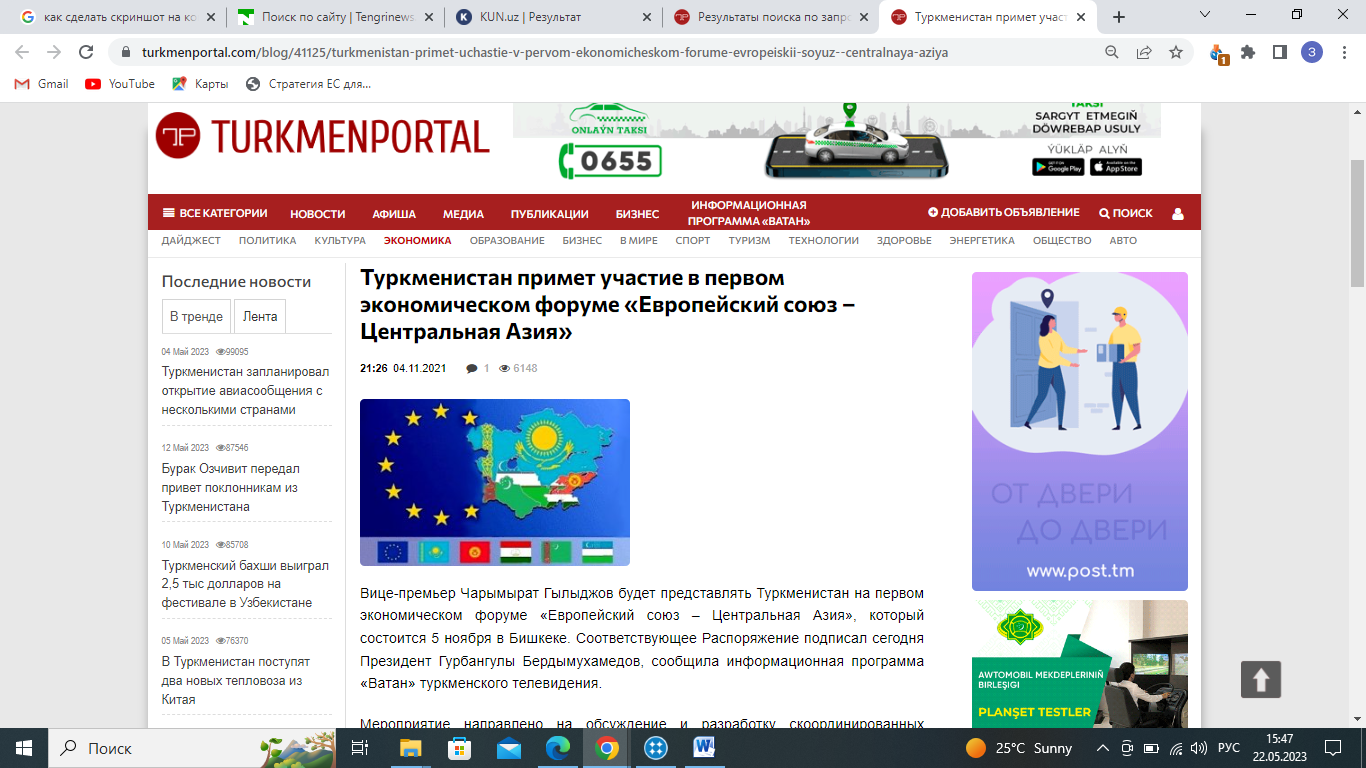 как сделать скриншот на ко
Поиск по сайту | Tengrinews.
KUN.uz | Результат
Результаты поиска по запро
Туркменистан примет участ
turkmenportal.com/blog/41125/turkmenistan-primet-uchastie-v-pervom-ekonomicheskom-forume-evropeiskii-soyuz--centralnaya-aziya
1
3
Gmail
YouTube
Карты
Стратегия ЕС для...
TURKMENPORTAL
ONLAÝN TAKSI
0655
TAKSI
SARGYT ETMEGIŇ
DÖWREBAP USULY
ÝÜKLÄP ALYŇ
Google Play
App Store
ВСЕ КАТЕГОРИИ
НОВОСТИ
АФИША
МЕДИА
ПУБЛИКАЦИИ
БИЗНЕС
ИНФОРМАЦИОННАЯ
ПРОГРАММА «ВАТАН»
ДОБАВИТЬ ОБЪЯВЛЕНИЕ
ПОИСК
ДАЙДЖЕСТ
ПОЛИТИКА
КУЛЬТУРА
ЭКОНОМИКА
ОБРАЗОВАНИЕ
БИЗНЕС
В МИРЕ
СПОРТ
ТУРИЗМ
ТЕХНОЛОГИИ
ЗДОРОВЬЕ
ЭНЕРГЕТИКА
ОБЩЕСТВО
АВТО
Последние новости
В тренде
Лента
04 Май 2023 99095
Туркменистан запланировал
открытие авиасообщения с
несколькими странами
12 Май 2023 87546
Бурак Озчивит передал
привет поклонникам из
Туркменистана
10 Май 2023 85708
Туркменский бахши выиграл
2,5 тыс долларов на
фестивале в Узбекистане
05 Май 2023 76370
В Туркменистан поступят
два новых тепловоза из
Китая
Туркменистан примет участие в первом
экономическом форуме «Европейский союз –
Центральная Азия»
21:26 04.11.2021 1 6148
Вице-премьер Чарымырат Гылыджов будет представлять Туркменистан на первом
экономическом форуме «Европейский союз – Центральная Азия», который
состоится 5 ноября в Бишкеке. Соответствующее Распоряжение подписал сегодня
Президент Гурбангулы Бердымухамедов, сообщила информационная программа
«Ватан» туркменского телевидения.
Мероприятие направлено на обсуждение и разработку скоординированных
ОТ ДВЕРИ
ДО ДВЕРИ
www.post.tm
AWTOMOBIL MEKDEPLERINIŇ
BIRLEŞIGI
PLANŞET TESTLER
Поиск
25°C Sunny
РУС
15:47
22.05.2023